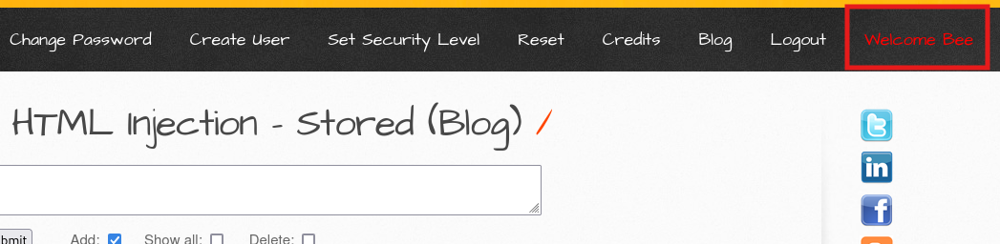 Change Password Create User Set Security Level Reset Credits Blog Logout Welcome Bee
HTML Injection - Stored (Blog) /
bmit Add: Show all: Delete: